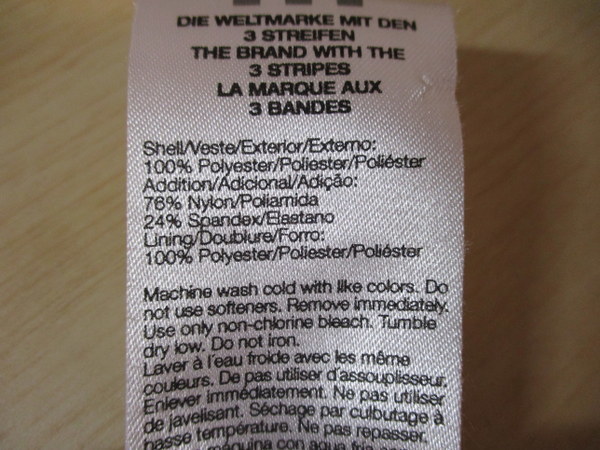 DIE WELTMARKE MIT DEN
3 STREIFEN
THE BRAND WITH THE
3 STRIPES
LA MARQUE AUX
3 BANDES
Shell/Veste/Exterior/Externo:
100% Polyester/Poliester/Poliéster
Addition/Adicional/Adição:
76% Nylon/Poliamida
24% Spandex/Elastano
Lining/Doublure/Forro:
100% Polyester/Poliester/Poliéster
Machine wash cold with like colors. Do
not use softeners. Remove immediately.
Use only non-chlorine bleach. Tumble
dry low. Do not iron.
Laver à l'eau froide avec les même
couleurs. De pas utiliser d'assouplisseur.
Enlever immédiatement. Ne pas utiliser
de javelisant. Séchage par culbutage à
basse température. Ne pas repasser.
máquina con agua fría